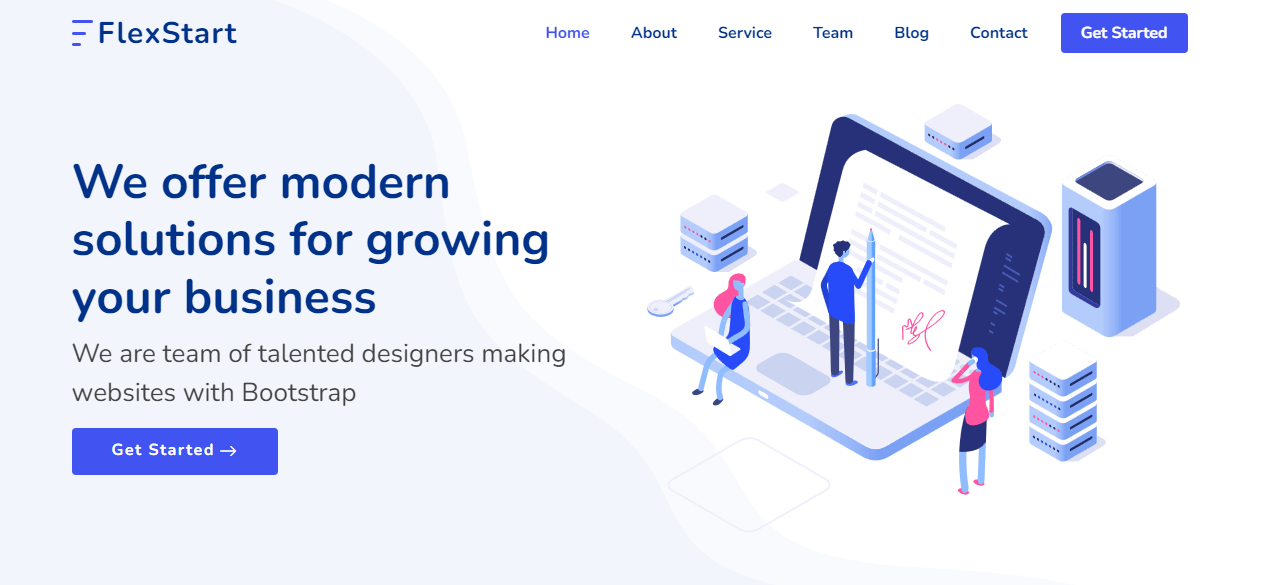 FlexStart
Home About Service Team Blog Contact Get Started
We offer modern
solutions for growing
your business
We are team of talented designers making
websites with Bootstrap
Get Started →